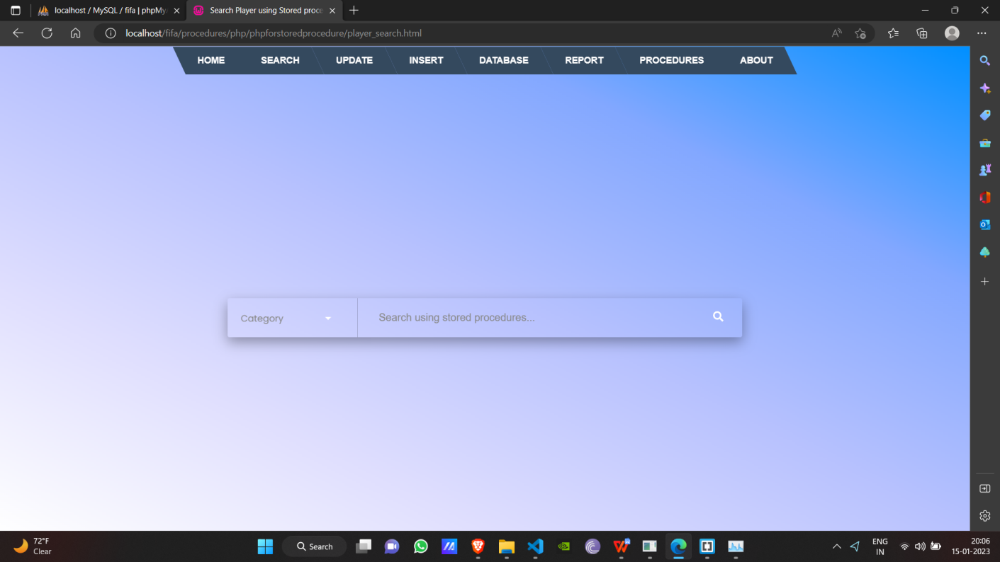 localhost / MySQL / fifa | phpMy
Search Player using Stored proce
localhost/fifa/procedures/php/phpforstoredprocedure/player_search.html
HOME SEARCH UPDATE INSERT DATABASE REPORT PROCEDURES ABOUT
Category
Search using stored procedures...
72°F
Clear
Search
ENG
IN
20:06
15-01-2023